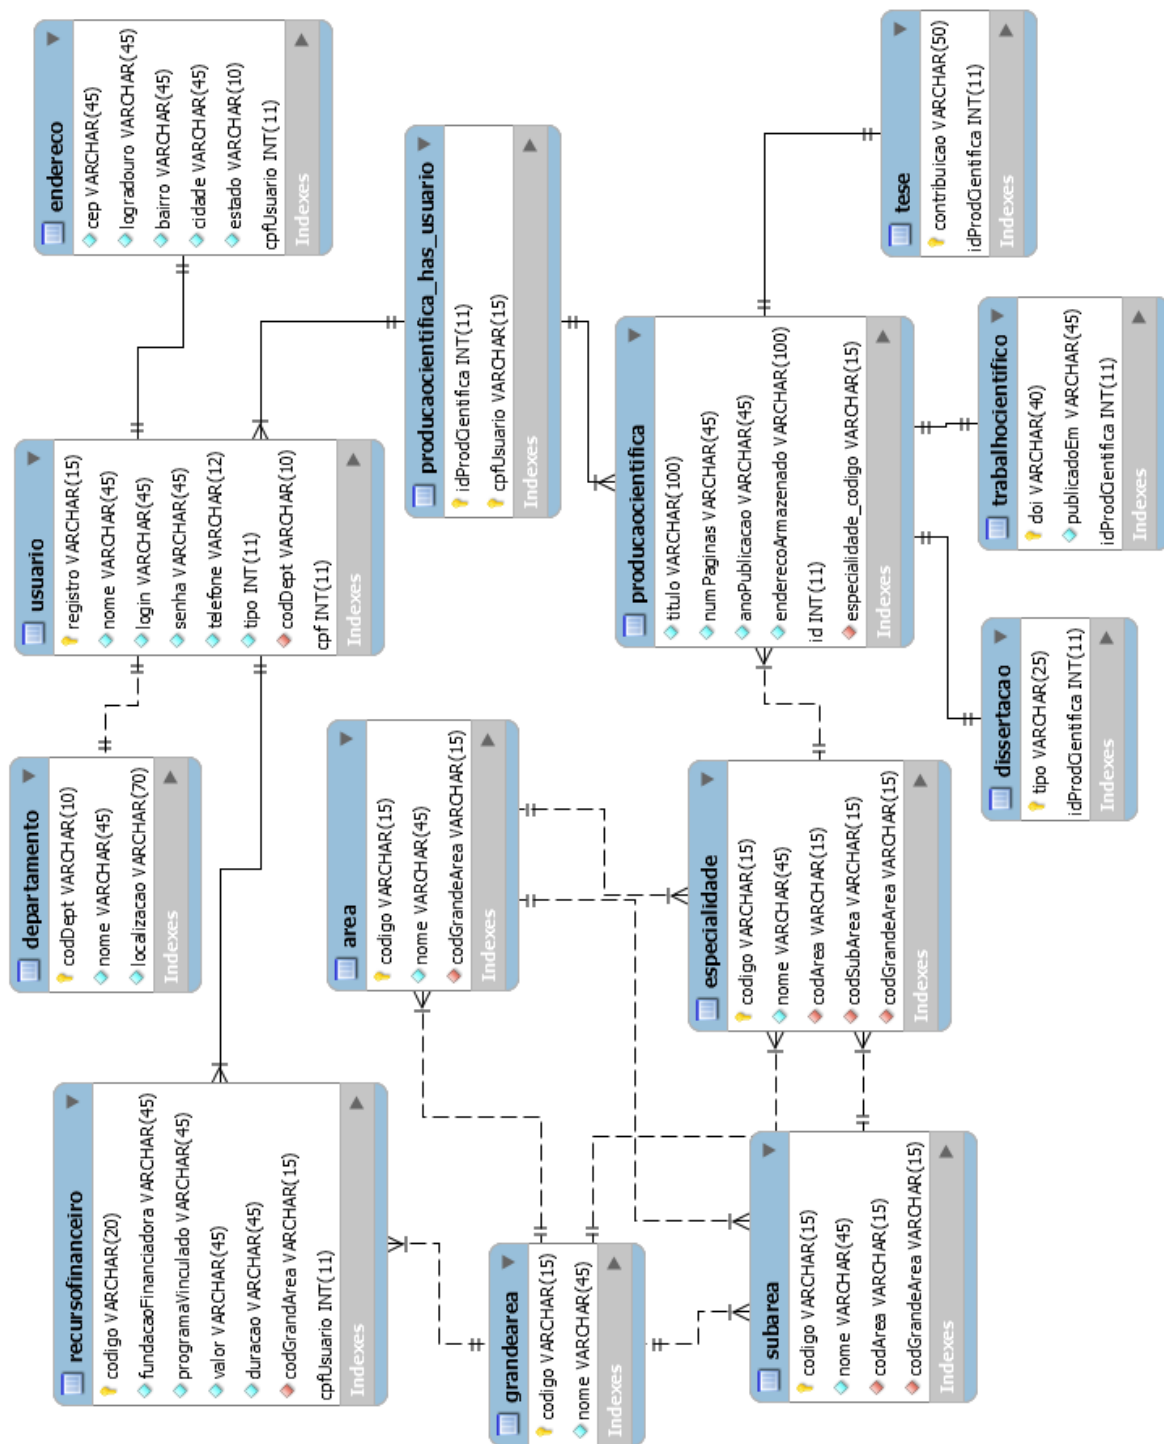 endereco
cep VARCHAR(45)
logradouro VARCHAR(45)
bairro VARCHAR(45)
cidade VARCHAR(45)
estado VARCHAR(10)
cpfUsuario INT(11)
Indexes
usuario
registro VARCHAR(15)
nome VARCHAR(45)
login VARCHAR(45)
senha VARCHAR(45)
telefone VARCHAR(12)
tipo INT(11)
codDept VARCHAR(10)
cpf INT(11)
Indexes
departamento
codDept VARCHAR(10)
nome VARCHAR(45)
localizacao VARCHAR(70)
Indexes
recursofinanceiro
codigo VARCHAR(20)
fundacaoFinanciadora VARCHAR(45)
programaVinculado VARCHAR(45)
valor VARCHAR(45)
duracao VARCHAR(45)
codGrandArea VARCHAR(15)
cpfUsuario INT(11)
Indexes
producaocientifica_has_usuario
idProdCientifica INT(11)
cpfUsuario VARCHAR(15)
Indexes
area
codigo VARCHAR(15)
nome VARCHAR(45)
codGrandeArea VARCHAR(15)
Indexes
grandearea
codigo VARCHAR(15)
nome VARCHAR(45)
Indexes
producaocientifica
titulo VARCHAR(100)
numPaginas VARCHAR(45)
anoPublicacao VARCHAR(45)
enderecoArmazenado VARCHAR(100)
id INT(11)
especialidade_codigo VARCHAR(15)
Indexes
especialidade
codigo VARCHAR(15)
nome VARCHAR(45)
codArea VARCHAR(15)
codSubArea VARCHAR(15)
codGrandeArea VARCHAR(15)
Indexes
subarea
codigo VARCHAR(15)
nome VARCHAR(45)
codArea VARCHAR(15)
codGrandeArea VARCHAR(15)
Indexes
tese
contribuicao VARCHAR(50)
idProdCientifica INT(11)
Indexes
trabalhocientifico
doi VARCHAR(40)
publicadoEm VARCHAR(45)
idProdCientifica INT(11)
Indexes
dissertacao
tipo VARCHAR(25)
idProdCientifica INT(11)
Indexes